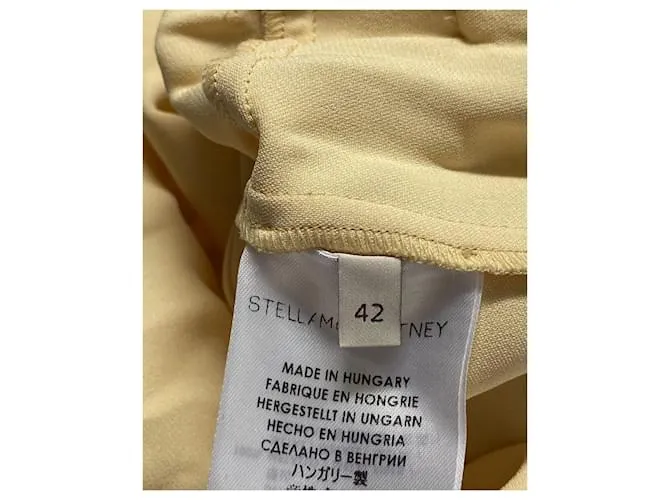 42
STELLA MCCARTNEY
MADE IN HUNGARY
FABRIQUE EN HONGRIE
HERGESTELLT IN UNGARN
HECHO EN HUNGRIA
СДЕЛАНО В ВЕНГРИИ
ハンガリー製